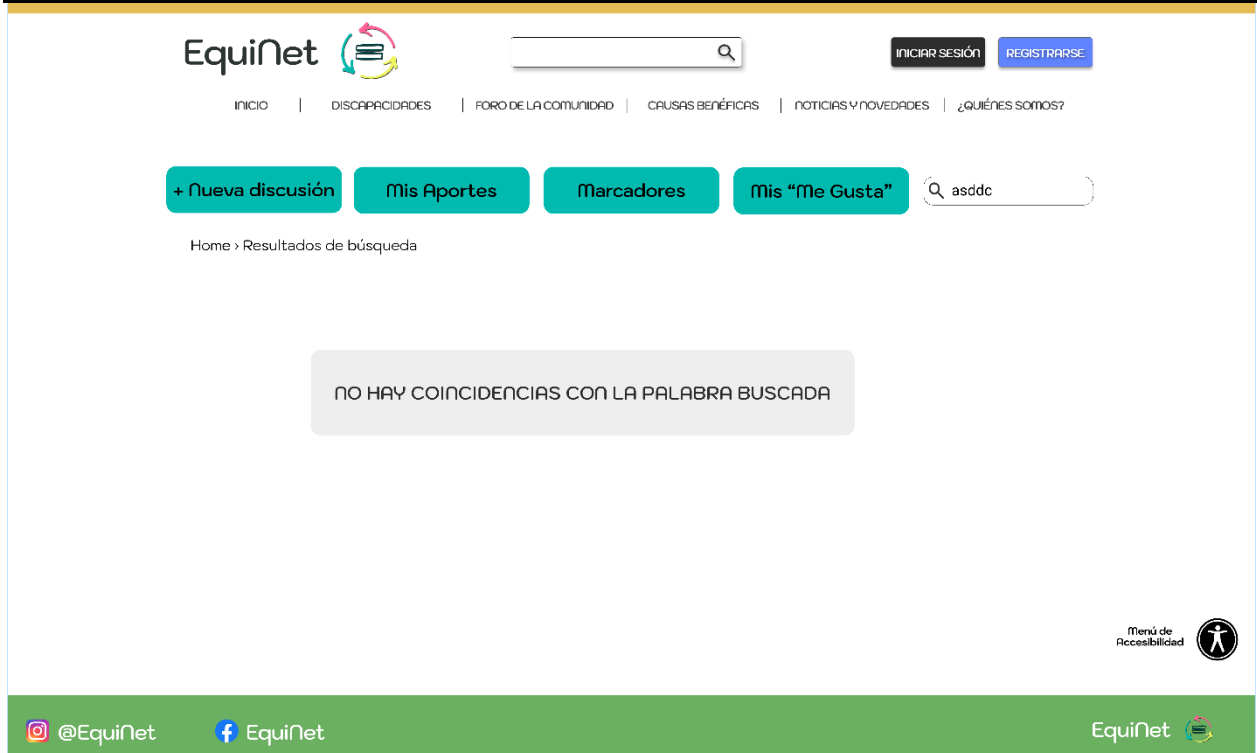 EquiNet
INICIAR SESIÓN
REGISTRARSE
INICIO | DISCAPACIDADES | FORO DE LA COMUNIDAD | CAUSAS BENÉFICAS | NOTICIAS Y NOVEDADES | ¿QUIÉNES SOMOS?
+ Nueva discusión
Mis Aportes
Marcadores
Mis “Me Gusta”
asddc
Home › Resultados de búsqueda
NO HAY COINCIDENCIAS CON LA PALABRA BUSCADA
Menú de
Accesibilidad
@EquiNet
EquiNet
EquiNet